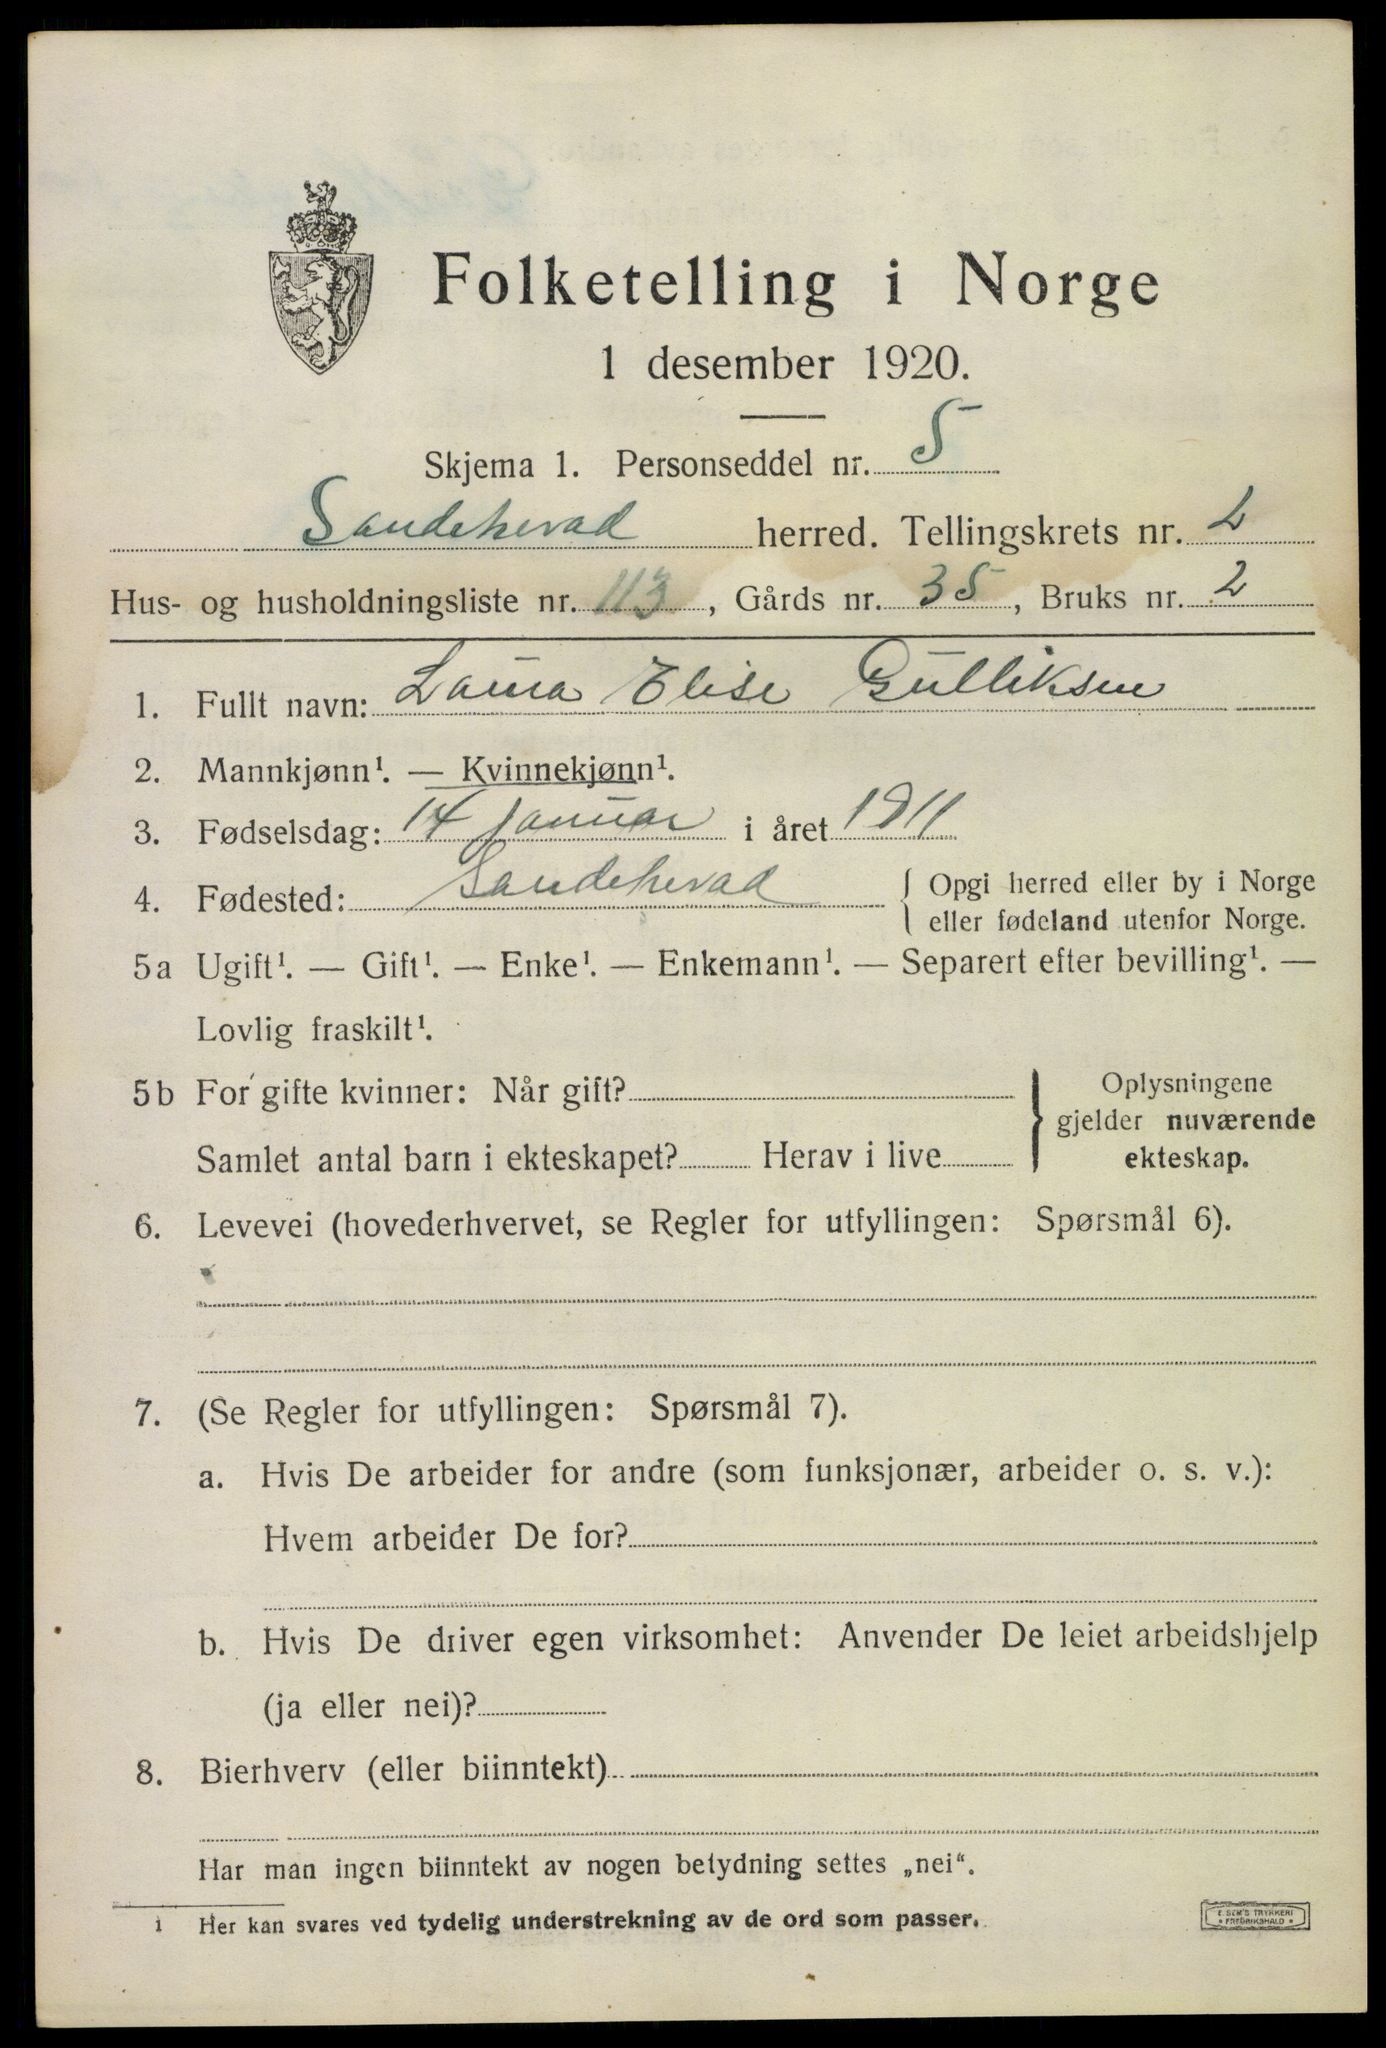 Folketelling i Norge
1 desember 1920.
Skjema 1. Personseddel nr. 5
Sandeherad herred. Tellingskrets nr. 2
Hus- og husholdningsliste nr. 113, Gårds nr. 35, Bruks nr. 2
1. Fullt navn: Laura Elise Gulliksen
2. Mannkjønn¹. — Kvinnekjønn¹.
3. Fødselsdag: 14 januar i året 1911
4. Fødested: Sandeherad { Opgi herred eller by i Norge
eller fødeland utenfor Norge.
5a Ugift¹. — Gift¹. — Enke¹. — Enkemann¹. — Separert efter bevilling¹. —
Lovlig fraskilt¹.
5b For gifte kvinner: Når gift?
Samlet antal barn i ekteskapet? Herav i live
} Oplysningene
gjelder nuværende
ekteskap.
6. Levevei (hovederhvervet, se Regler for utfyllingen: Spørsmål 6).
7. (Se Regler for utfyllingen: Spørsmål 7).
a. Hvis De arbeider for andre (som funksjonær, arbeider o. s. v.):
Hvem arbeider De for?
b. Hvis De driver egen virksomhet: Anvender De leiet arbeidshjelp
(ja eller nei)?
8. Bierhverv (eller biinntekt)
Har man ingen biinntekt av nogen betydning settes „nei".
1 Her kan svares ved tydelig understrekning av de ord som passer.
E. SEM'S TRYKKERI
• FREDRIKSHALD •